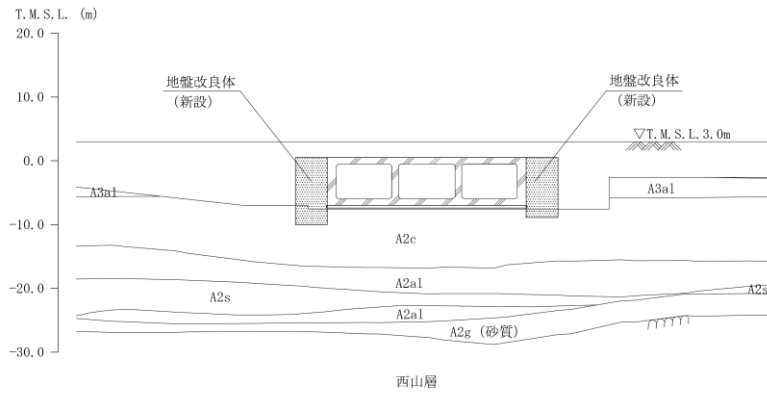 T.M.S.L. (m)
20.0
10.0
0.0
-10.0
-20.0
-30.0
地盤改良体
(新設)
地盤改良体
(新設)
▽T.M.S.L.3.0m
A3al
A3al
A2c
A2al
A2s
A2s
A2al
A2g (砂質)
西山層